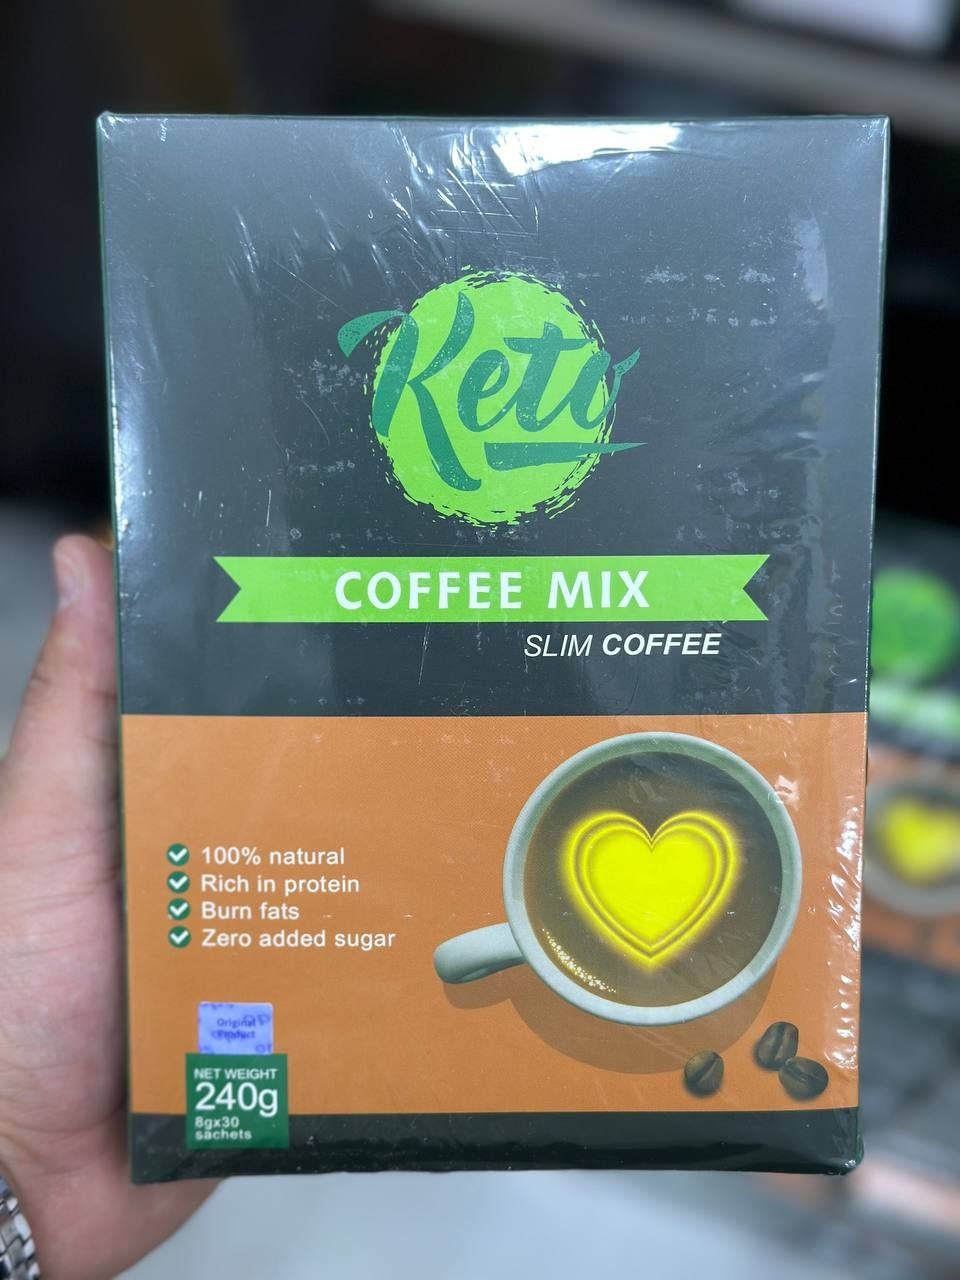 Keto
COFFEE MIX
SLIM COFFEE
100% natural
Rich in protein
Burn fats
Zero added sugar
Original
Product
NET WEIGHT
240g
8gx30
sachets